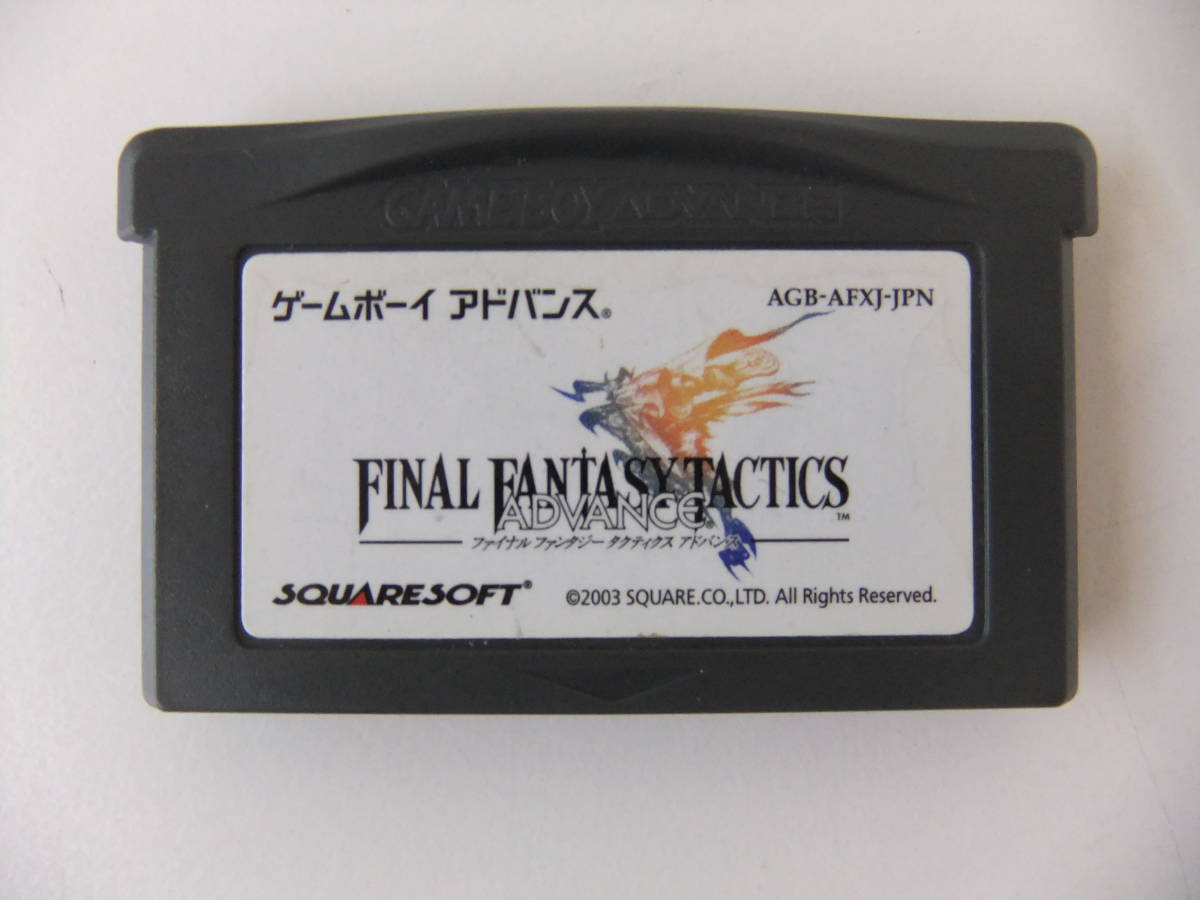 GAME BOY ADVANCE
ゲームボーイ アドバンス®
AGB-AFXJ-JPN
FINAL FANTASY TACTICS™
ADVANCE®
ファイナル ファンタジー タクティクス アドバンス
SQUARESOFT®
©2003 SQUARE.CO.,LTD. All Rights Reserved.